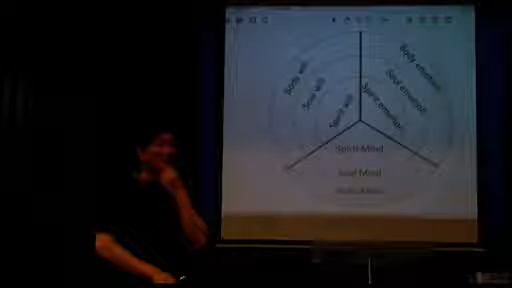 Body will
Soul will
Spirit will
Body emotion
Soul emotion
Spirit emotion
Spirit Mind
Soul Mind